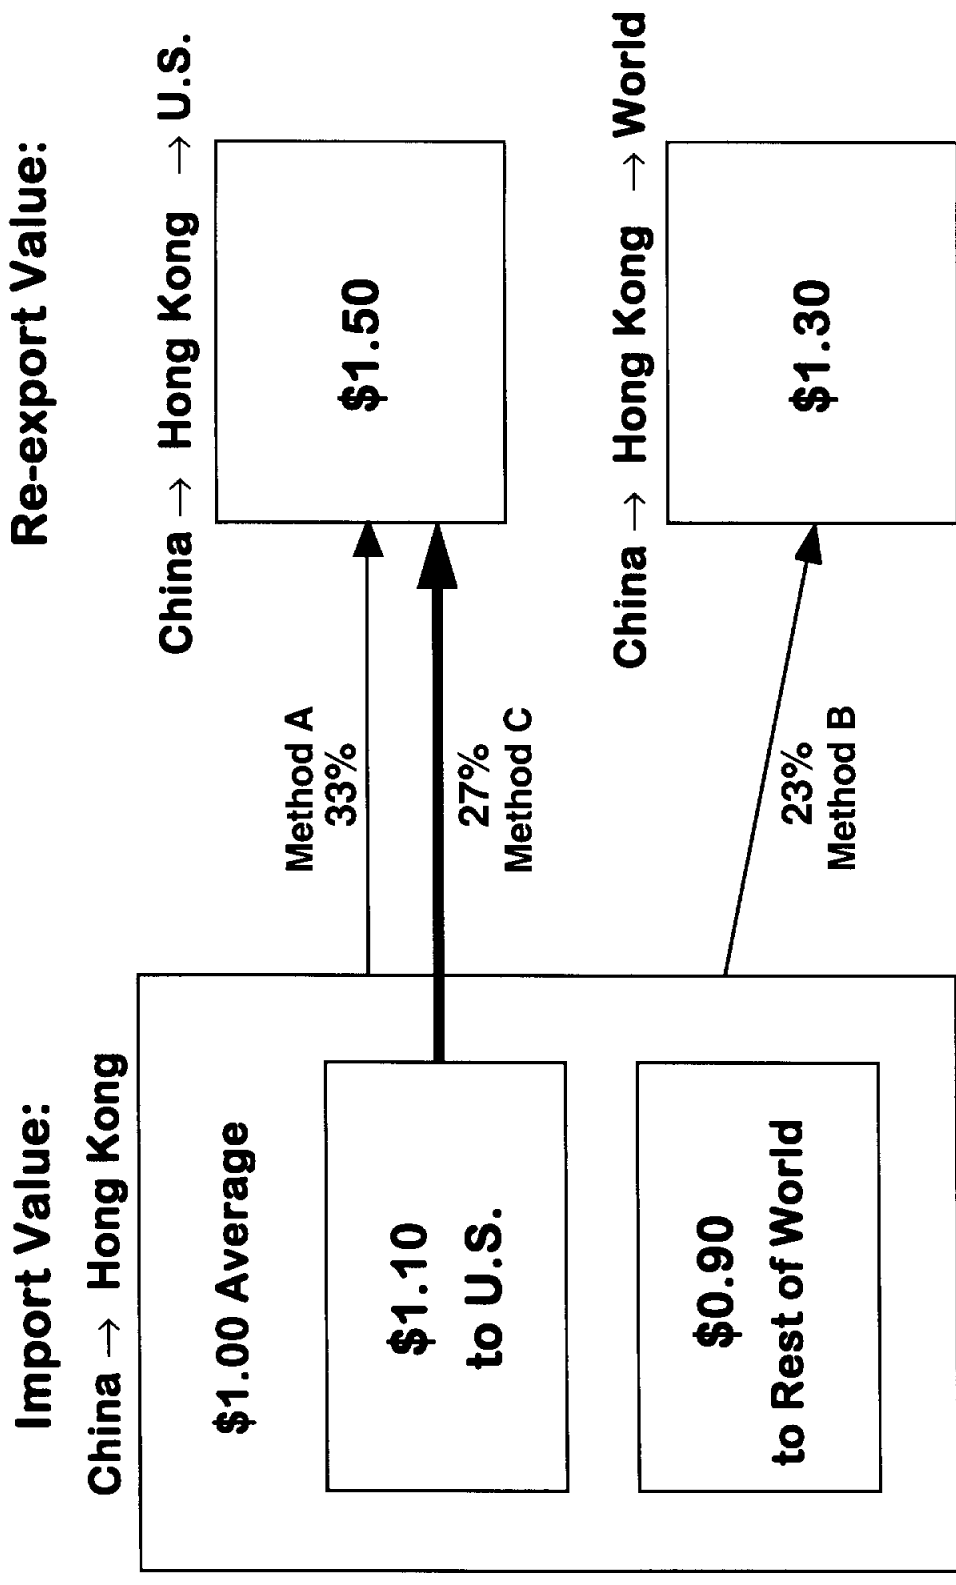 Import Value:
China → Hong Kong
$1.00 Average
$1.10
to U.S.
$0.90
to Rest of World
Method A
33%
27%
Method C
23%
Method B
Re-export Value:
China → Hong Kong → U.S.
$1.50
China → Hong Kong → World
$1.30